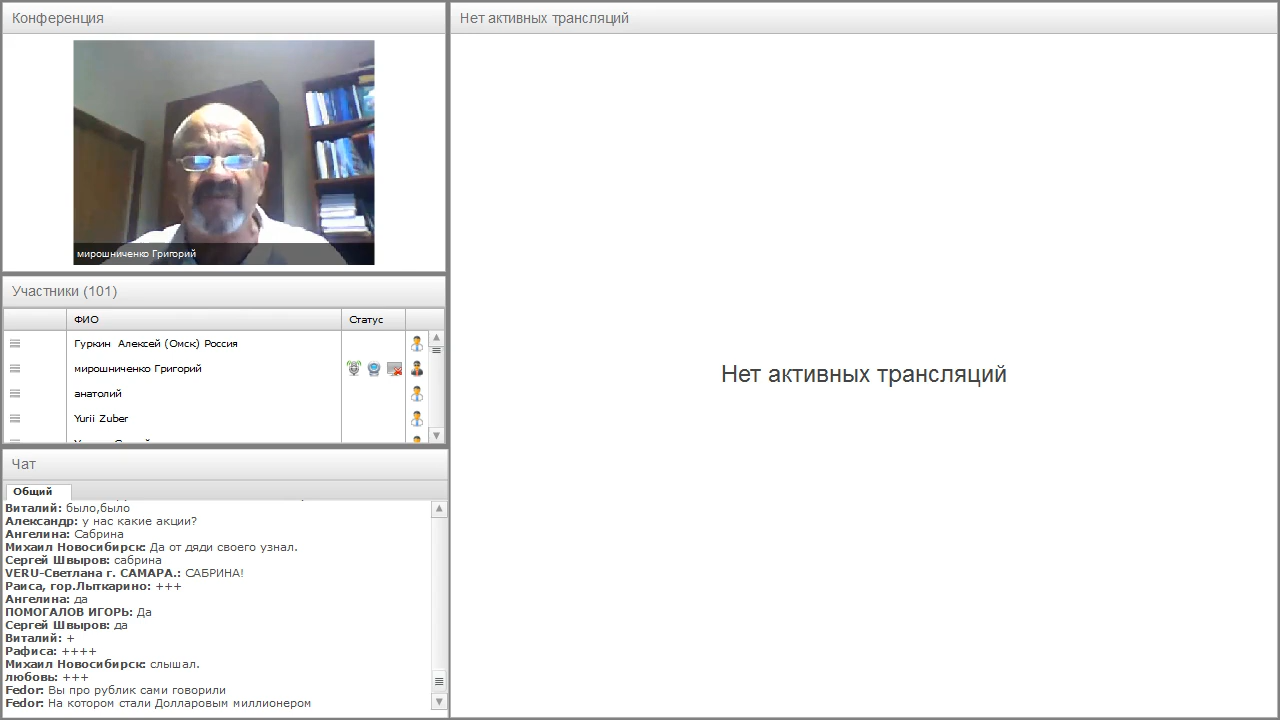 Конференция
мирошниченко Григорий
Участники (101)
ФИО Статус
Гуркин Алексей (Омск) Россия
мирошниченко Григорий
анатолий
Yurii Zuber
Чат
Общий
Виталий: было,было
Александр: у нас какие акции?
Ангелина: Сабрина
Михаил Новосибирск: Да от дяди своего узнал.
Сергей Швыров: сабрина
VERU-Светлана г. САМАРА.: САБРИНА!
Раиса, гор.Лыткарино: +++
Ангелина: да
ПОМОГАЛОВ ИГОРЬ: Да
Сергей Швыров: да
Виталий: +
Рафиса: ++++
Михаил Новосибирск: слышал.
любовь: +++
Fedor: Вы про рублик сами говорили
Fedor: На котором стали Долларовым миллионером
Нет активных трансляций
Нет активных трансляций